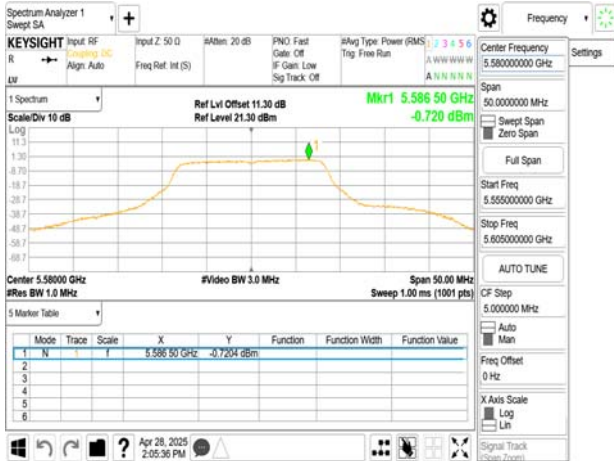 Spectrum Analyzer 1
Swept SA
Frequency
KEYSIGHT
Input: RF
Coupling: DC
Align: Auto
Input Z: 50 Ω
Freq Ref: Int (S)
#Atten: 20 dB
PNO: Fast
Gate: Off
IF Gain: Low
Sig Track: Off
#Avg Type: Power (RMS
Trig: Free Run
1 2 3 4 5 6
A W W W W W
A N N N N N
R
LW
1 Spectrum
Scale/Div 10 dB
Ref Lvl Offset 11.30 dB
Ref Level 21.30 dBm
Mkr1 5.586 50 GHz
-0.720 dBm
Log
11.3
1.30
-8.70
-18.7
-28.7
-38.7
-48.7
-58.7
-68.7
1
Center 5.58000 GHz
#Res BW 1.0 MHz
#Video BW 3.0 MHz
Span 50.00 MHz
Sweep 1.00 ms (1001 pts)
5 Marker Table
Mode Trace Scale X Y Function Function Width Function Value
1 N 1 f 5.586 50 GHz -0.7204 dBm
2
3
4
5
6
Apr 28, 2025
2:05:36 PM
Center Frequency
5.580000000 GHz
Settings
Span
50.0000000 MHz
Swept Span
Zero Span
Full Span
Start Freq
5.555000000 GHz
Stop Freq
5.605000000 GHz
AUTO TUNE
CF Step
5.000000 MHz
Auto
Man
Freq Offset
0 Hz
X Axis Scale
Log
Lin
Signal Track
(Span Zoom)